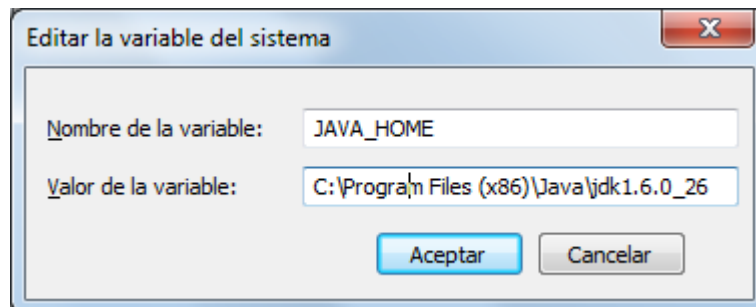 Editar la variable del sistema
Nombre de la variable: JAVA_HOME
Valor de la variable: C:\Program Files (x86)\Java\jdk1.6.0_26
Aceptar Cancelar